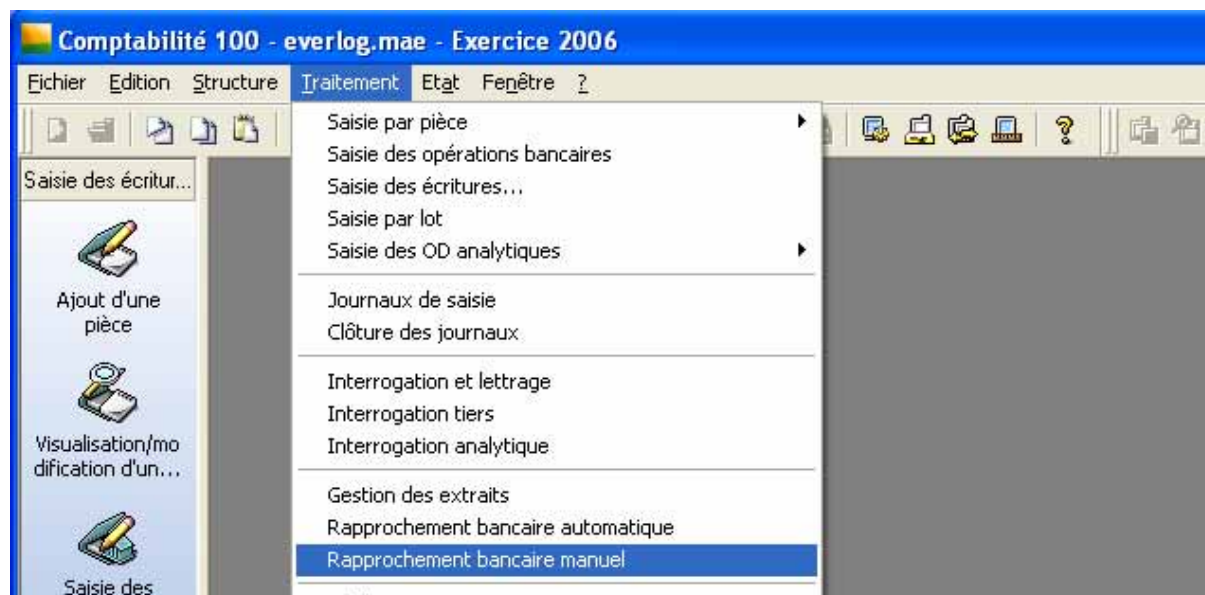 Comptabilité 100 - everlog.mae - Exercice 2006
Fichier Edition Structure Traitement Etat Fenêtre ?
Saisie des écritur...
Ajout d'une
pièce
Visualisation/mo
dification d'un...
Saisie des
Saisie par pièce
Saisie des opérations bancaires
Saisie des écritures...
Saisie par lot
Saisie des OD analytiques
Journaux de saisie
Clôture des journaux
Interrogation et lettrage
Interrogation tiers
Interrogation analytique
Gestion des extraits
Rapprochement bancaire automatique
Rapprochement bancaire manuel